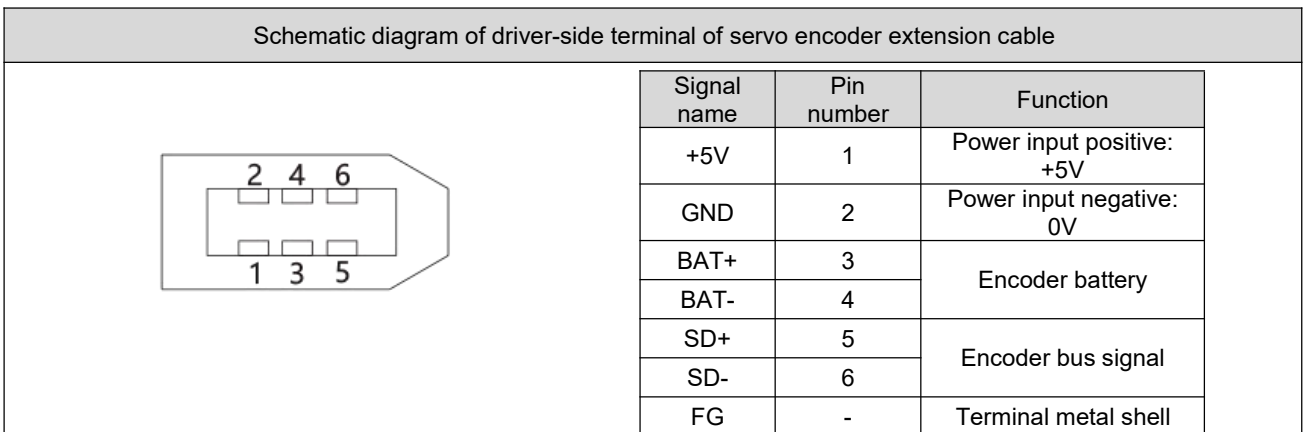 Schematic diagram of driver-side terminal of servo encoder extension cable
2 4 6
1 3 5
Signal name Pin number Function
+5V 1 Power input positive: +5V
GND 2 Power input negative: 0V
BAT+ 3 Encoder battery
BAT- 4
SD+ 5 Encoder bus signal
SD- 6
FG - Terminal metal shell